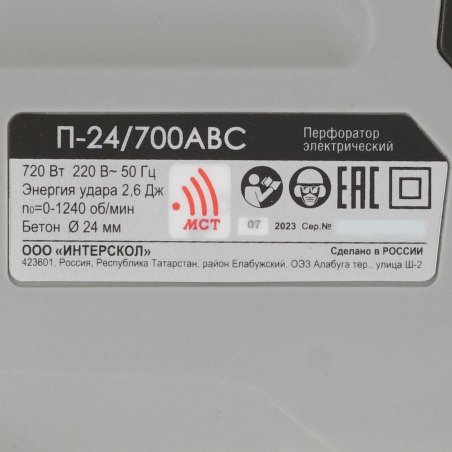 П-24/700АВС
Перфоратор
электрический
720 Вт 220 В~ 50 Гц
Энергия удара 2,6 Дж
n₀=0-1240 об/мин
Бетон Ø 24 мм
МСТ
EAC
07 2023 Сер.№
ООО «ИНТЕРСКОЛ»
Сделано в РОССИИ
423601, Россия, Республика Татарстан, район Елабужский, ОЭЗ Алабуга тер., улица Ш-2